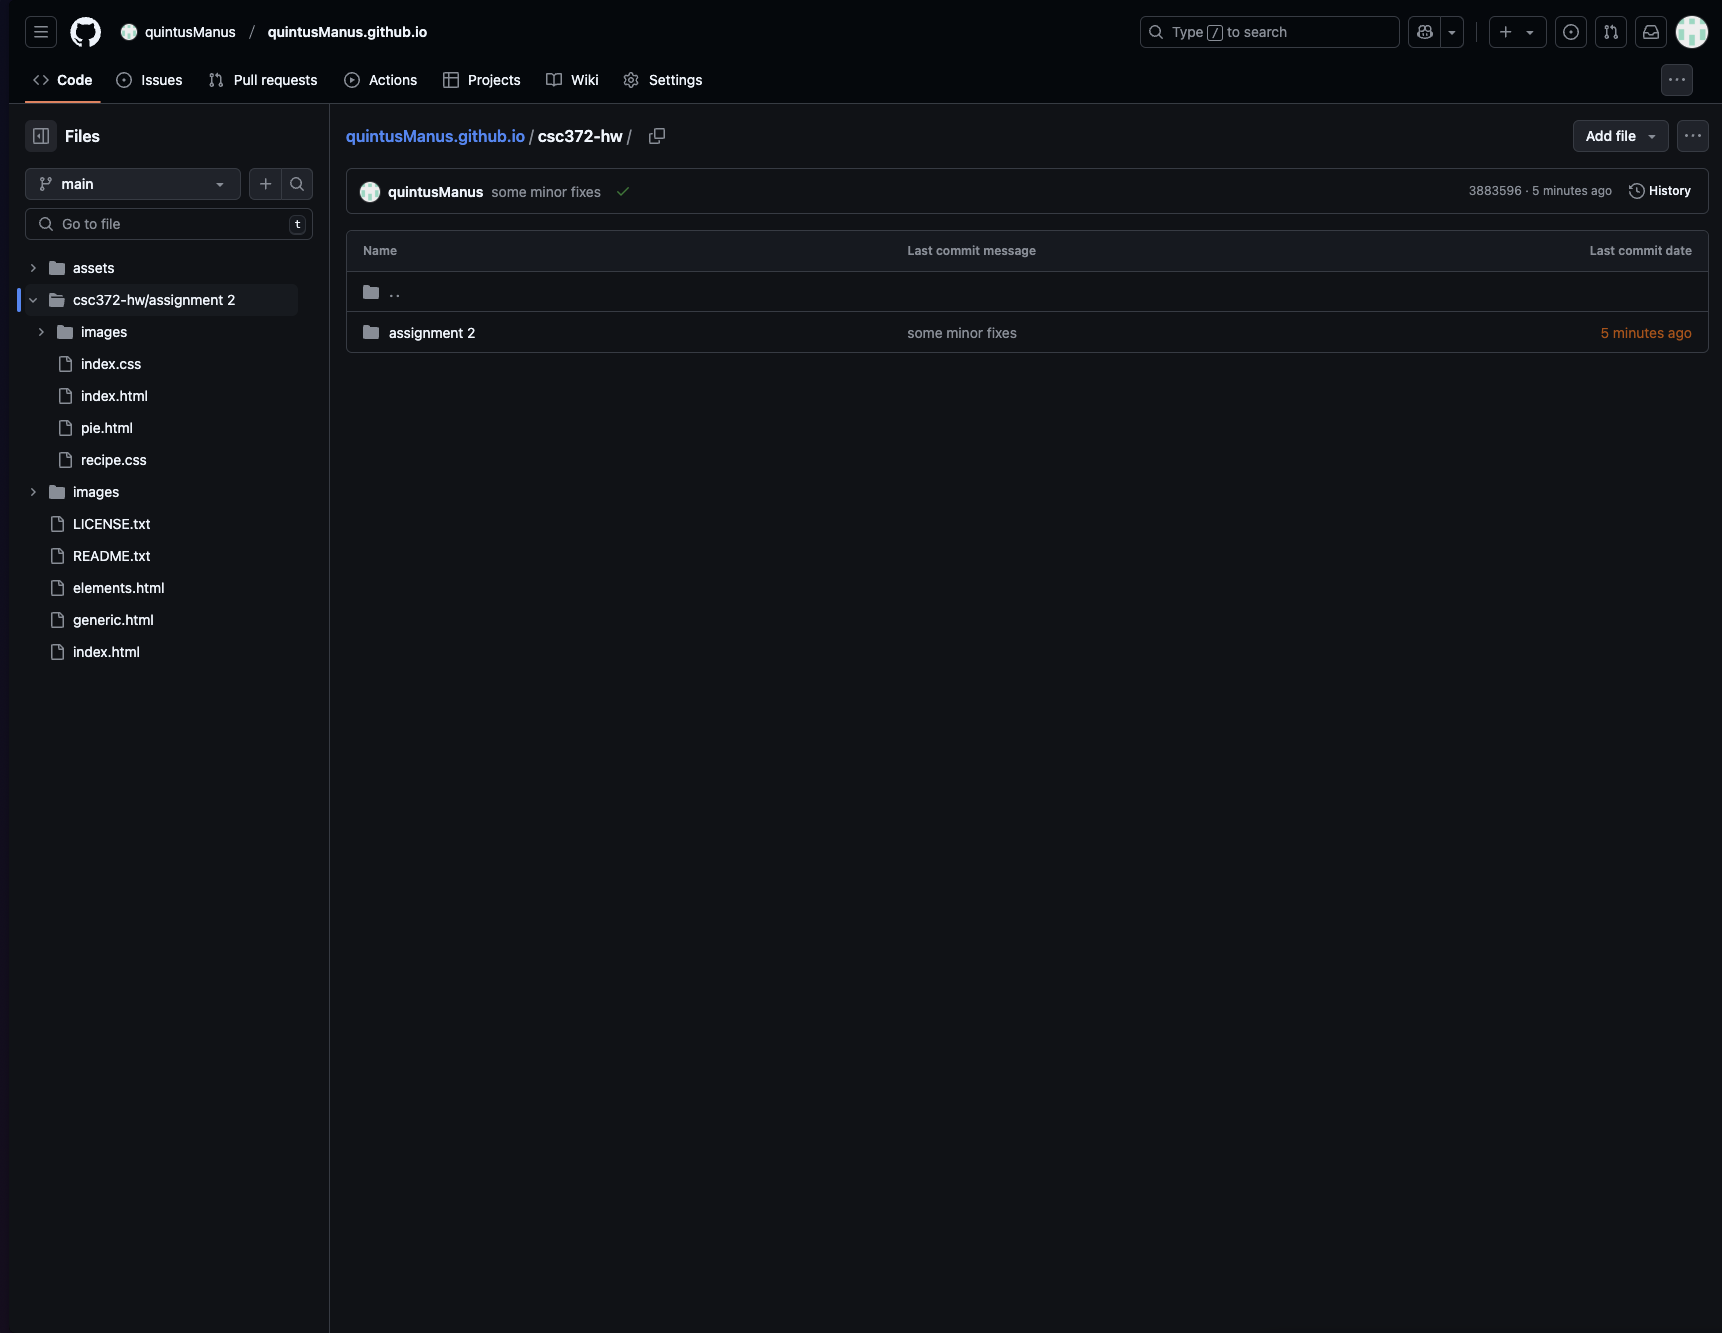 quintusManus / quintusManus.github.io
Type / to search
Code
Issues
Pull requests
Actions
Projects
Wiki
Settings
Files
main
Go to file
t
assets
csc372-hw/assignment 2
images
index.css
index.html
pie.html
recipe.css
images
LICENSE.txt
README.txt
elements.html
generic.html
index.html
quintusManus.github.io / csc372-hw /
Add file
quintusManus some minor fixes
3883596 · 5 minutes ago
History
Name Last commit message Last commit date
..
assignment 2 some minor fixes 5 minutes ago